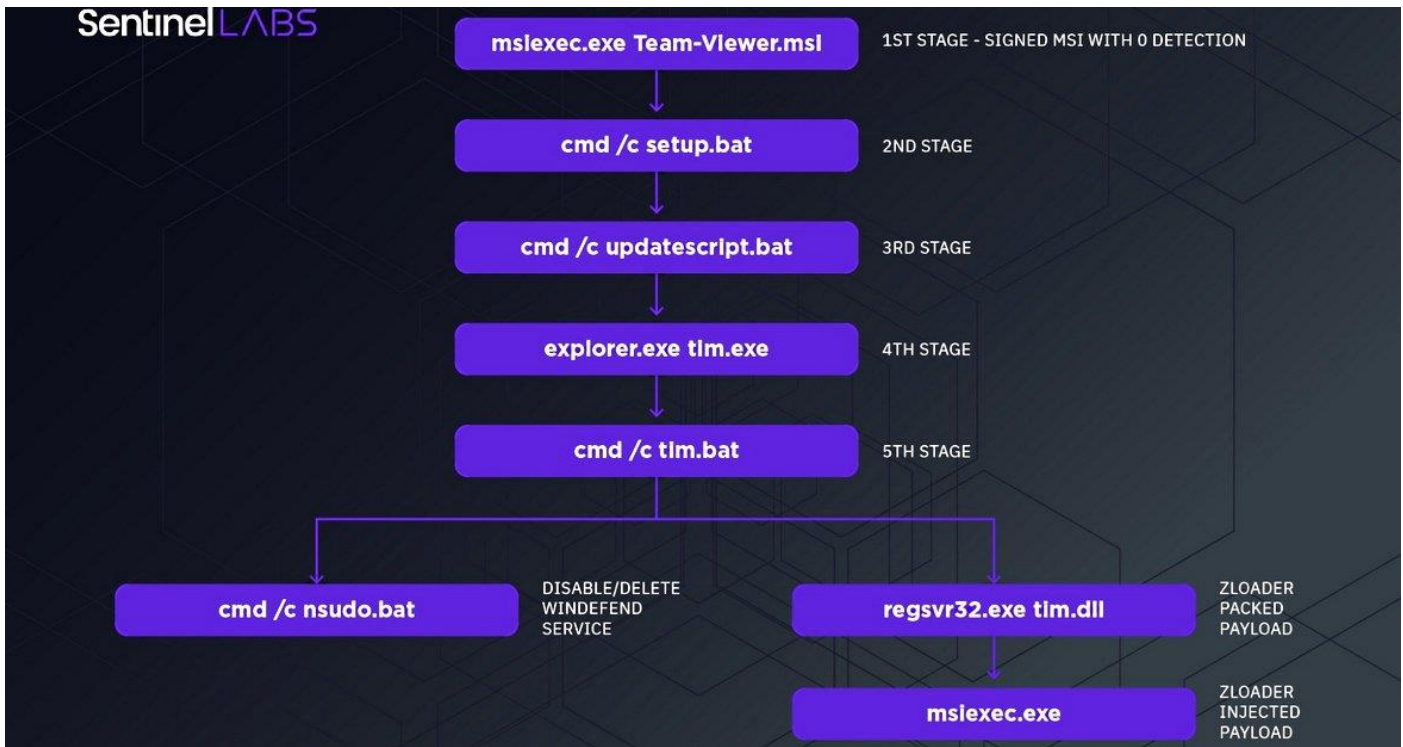 SentinelLABS
msiexec.exe Team-Viewer.msi
1ST STAGE - SIGNED MSI WITH 0 DETECTION
cmd /c setup.bat
2ND STAGE
cmd /c updatescript.bat
3RD STAGE
explorer.exe tim.exe
4TH STAGE
cmd /c tim.bat
5TH STAGE
cmd /c nsudo.bat
DISABLE/DELETE
WINDEFEND
SERVICE
regsvr32.exe tim.dll
ZLOADER
PACKED
PAYLOAD
msiexec.exe
ZLOADER
INJECTED
PAYLOAD